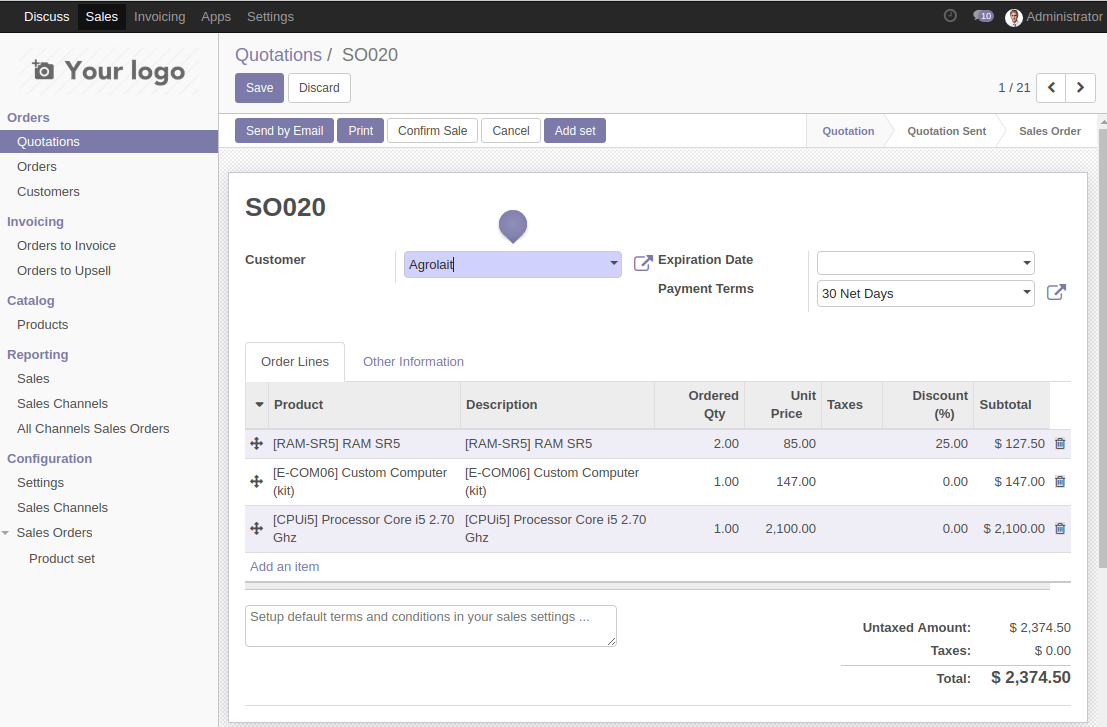 Discuss Sales Invoicing Apps Settings 10 Administrator
Your logo
Quotations / SO020
Save Discard 1 / 21
Orders
Quotations
Orders
Customers
Invoicing
Orders to Invoice
Orders to Upsell
Catalog
Products
Reporting
Sales
Sales Channels
All Channels Sales Orders
Configuration
Settings
Sales Channels
Sales Orders
Product set
Send by Email Print Confirm Sale Cancel Add set Quotation Quotation Sent Sales Order
SO020
Customer Agrolait Expiration Date
Payment Terms 30 Net Days
Order Lines Other Information
Product Description Ordered Qty Unit Price Taxes Discount (%) Subtotal
[RAM-SR5] RAM SR5 [RAM-SR5] RAM SR5 2.00 85.00 25.00 $ 127.50
[E-COM06] Custom Computer (kit) [E-COM06] Custom Computer (kit) 1.00 147.00 0.00 $ 147.00
[CPUi5] Processor Core i5 2.70 Ghz [CPUi5] Processor Core i5 2.70 Ghz 1.00 2,100.00 0.00 $ 2,100.00
Add an item
Setup default terms and conditions in your sales settings ...
Untaxed Amount: $ 2,374.50
Taxes: $ 0.00
Total: $ 2,374.50